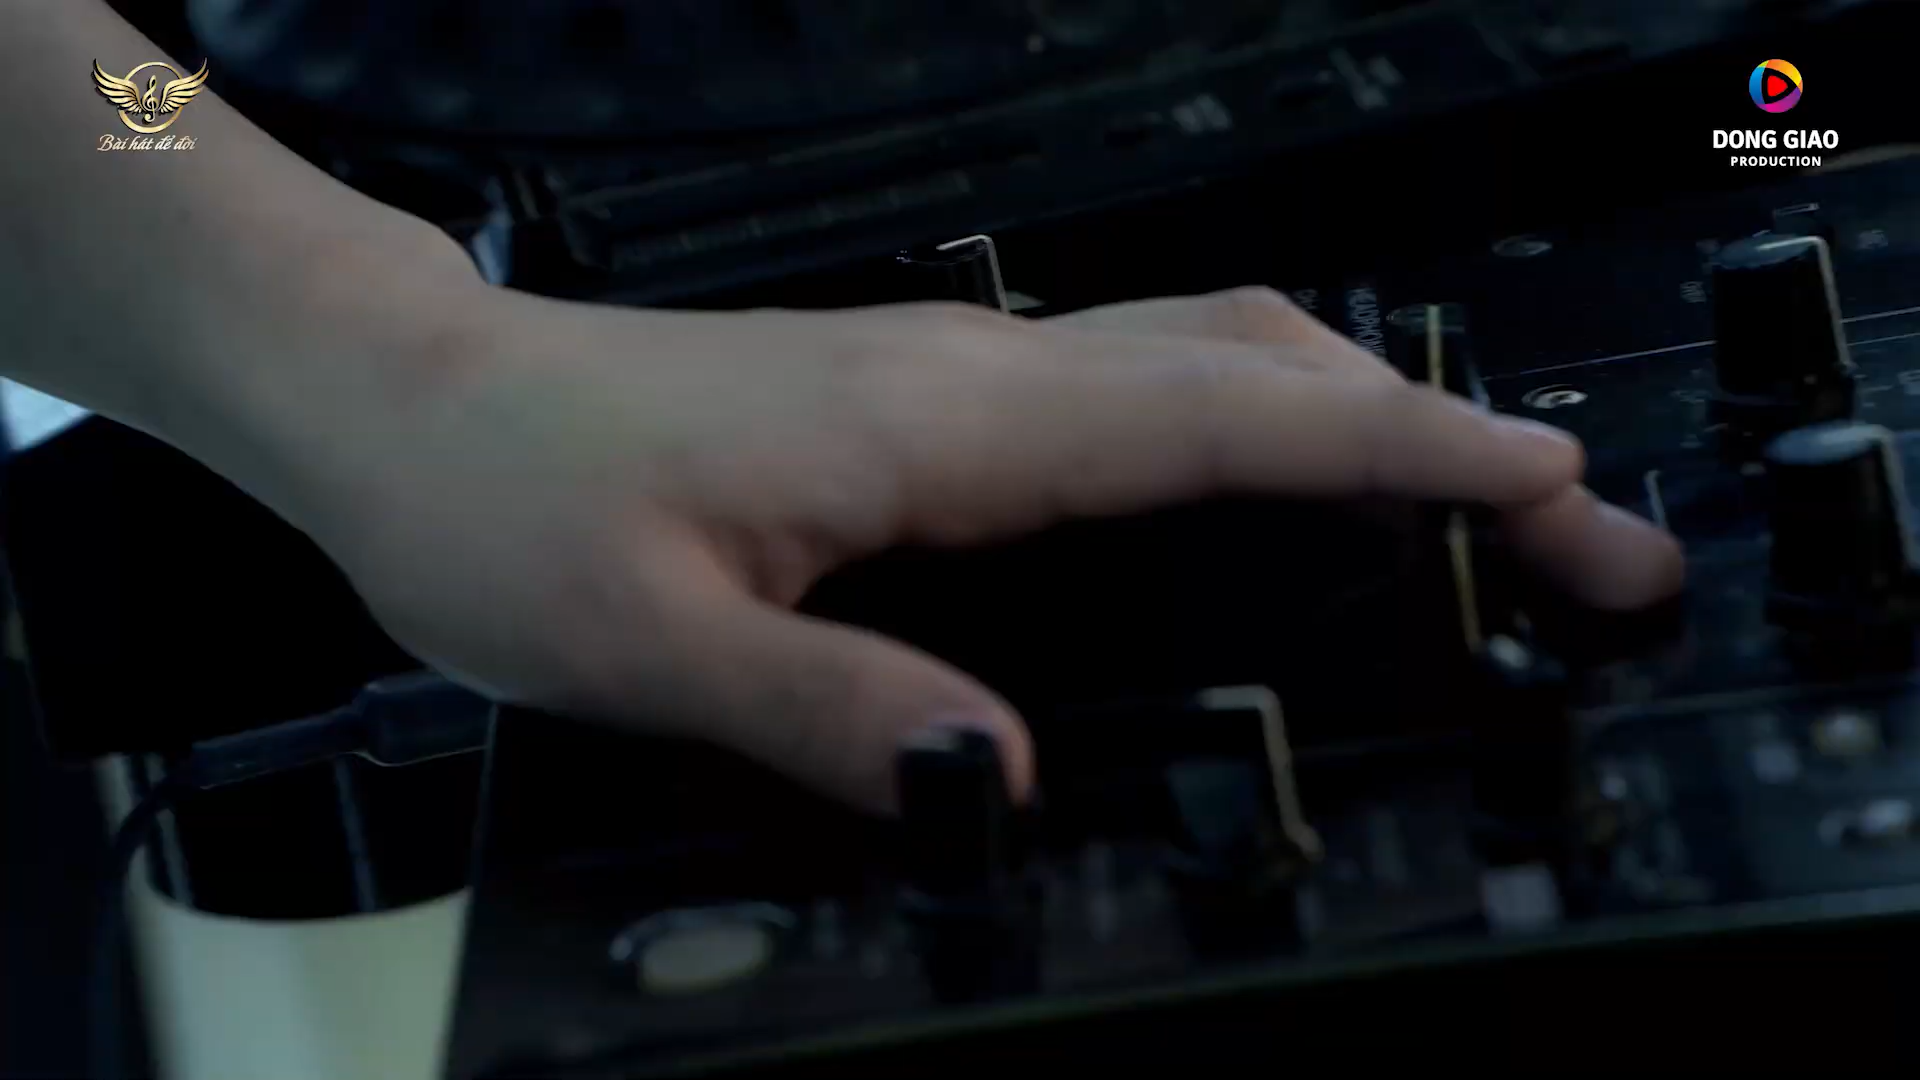 Bài hát để đời
DONG GIAO
PRODUCTION